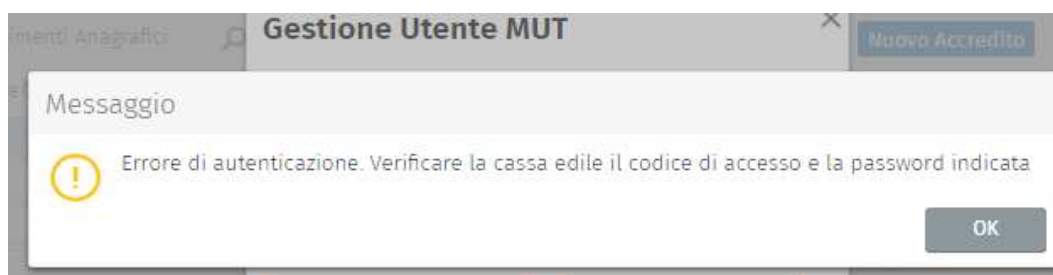 Gestione Utente MUT
Nuovo Accredito
Messaggio
Errore di autenticazione. Verificare la cassa edile il codice di accesso e la password indicata
OK